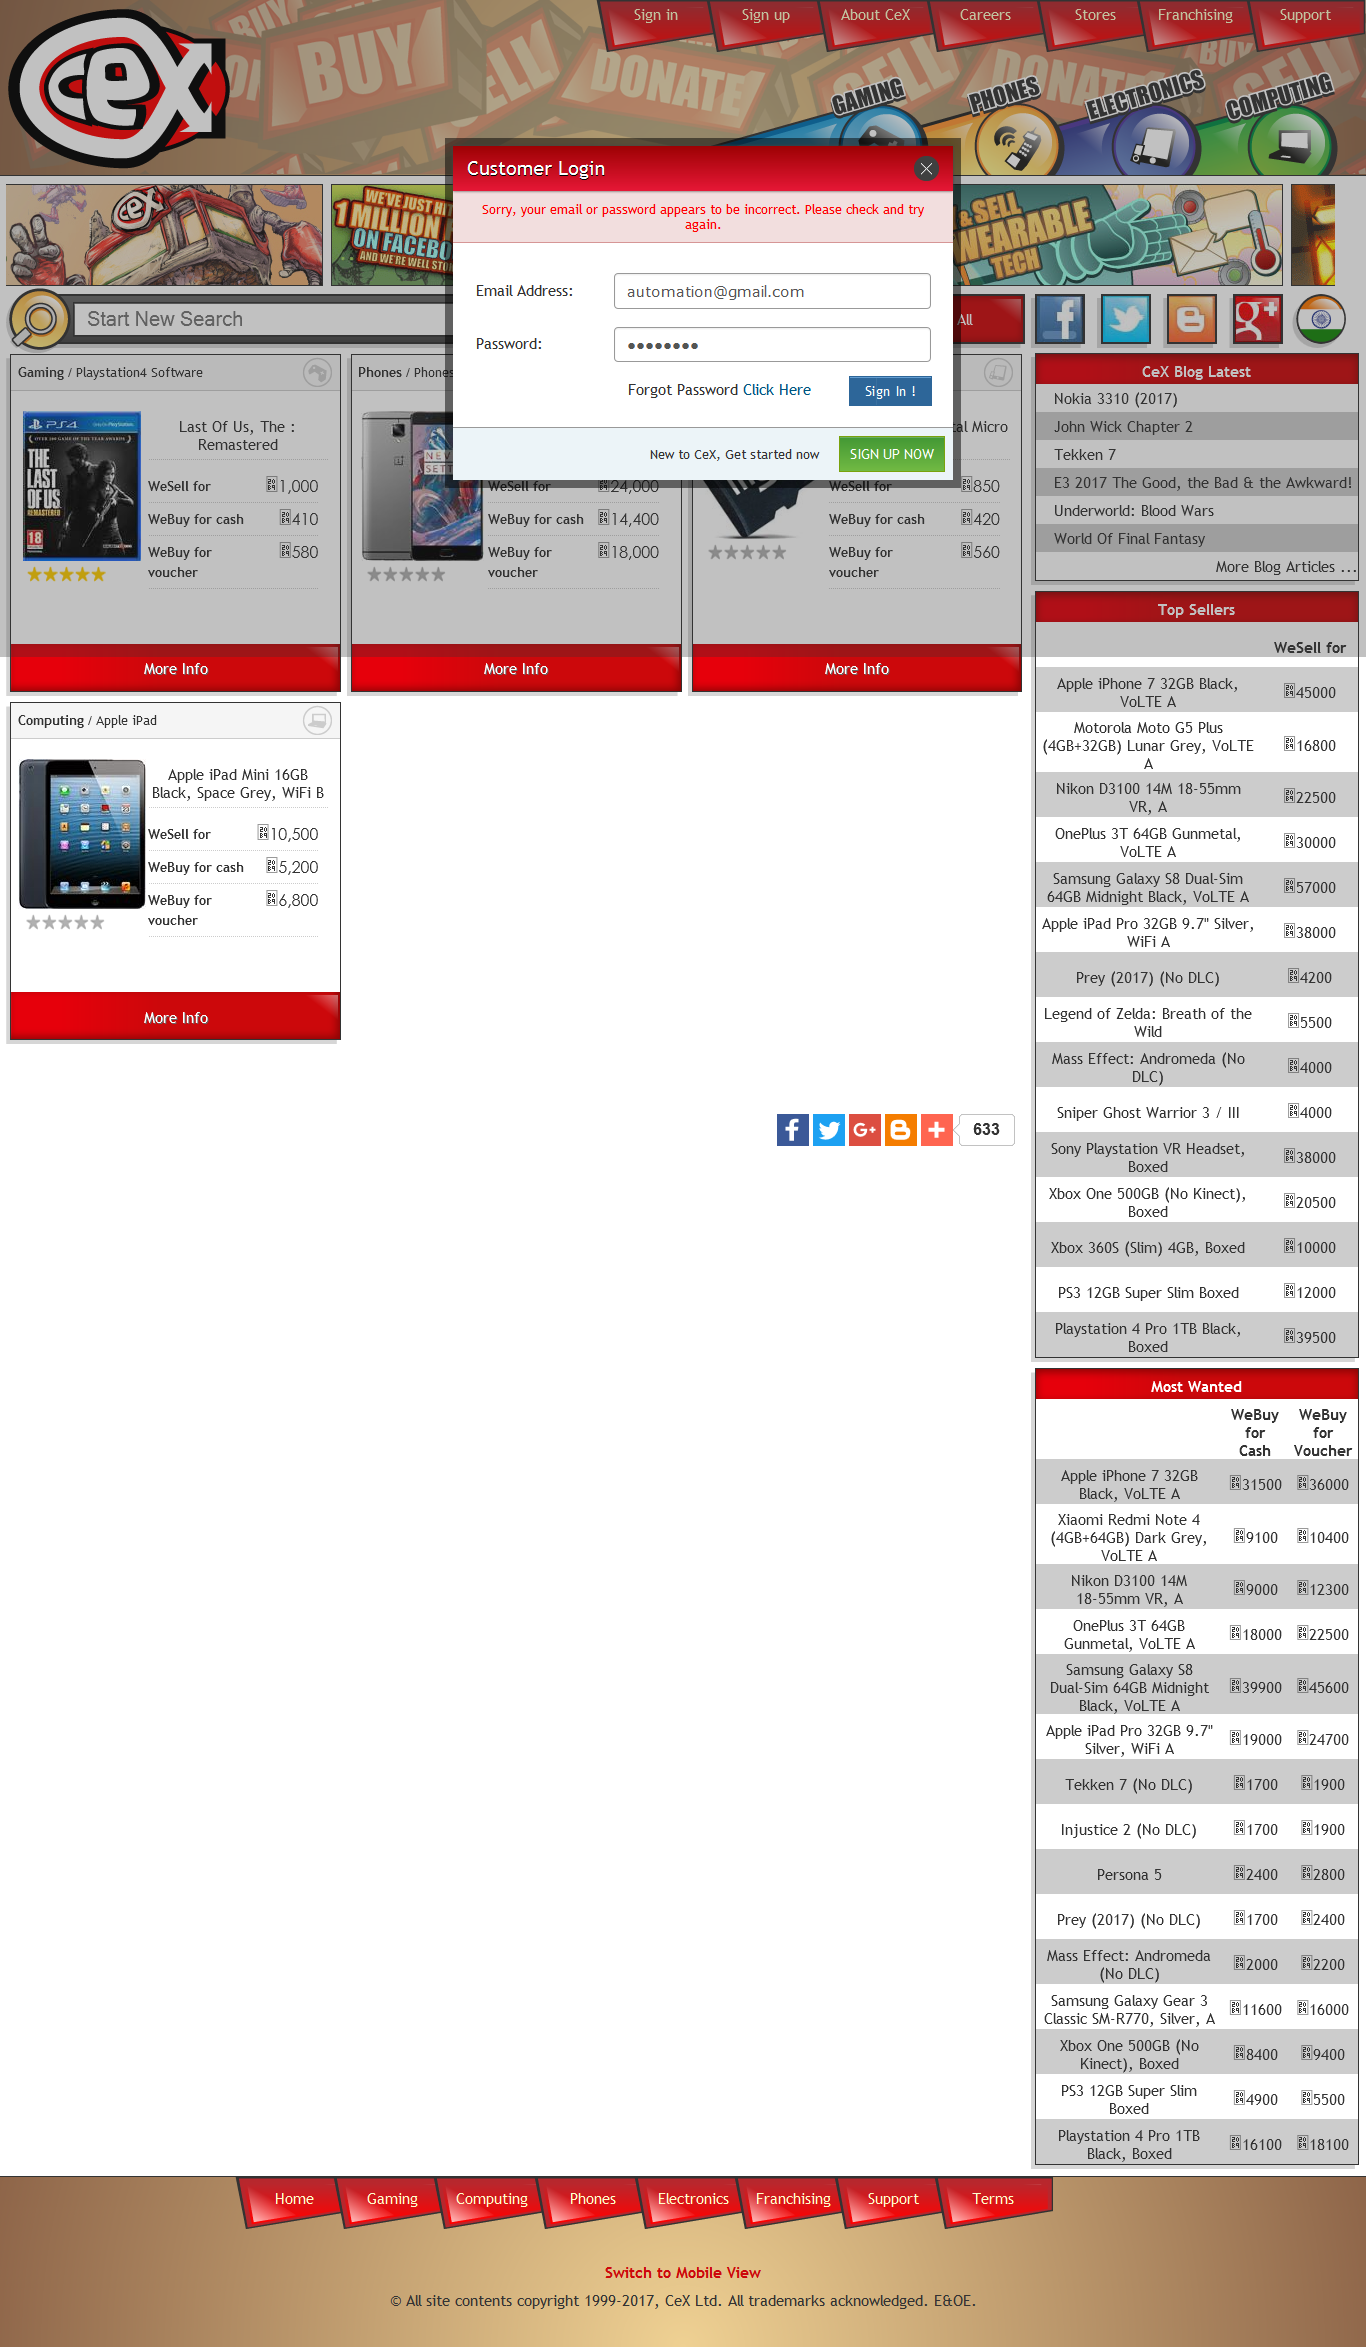 Sign in
Sign up
About CeX
Careers
Stores
Franchising
Support
BUY
SELL
DONATE
CeX
GAMING
PHONES
ELECTRONICS
COMPUTING
Customer Login
Sorry, your email or password appears to be incorrect. Please check and try
again.
Email Address:
automation@gmail.com
Password:
••••••••
Forgot Password Click Here
Sign In !
New to CeX, Get started now
SIGN UP NOW
CeX
WE'VE JUST HIT
1 MILLION
ON FACEBO
AND WE'RE WELL STO
& SELL
WEARABLE
TECH
Start New Search
All
Gaming / Playstation4 Software
PS4
OVER 200 GAME OF THE YEAR AWARDS
THE
LAST
OF US
REMASTERED
18
Last Of Us, The :
Remastered
WeSell for 1,000
WeBuy for cash 410
WeBuy for
voucher 580
More Info
Phones / Phones
NEVER
SETT
WeSell for 24,000
WeBuy for cash 14,400
WeBuy for
voucher 18,000
More Info
tal Micro
WeSell for 850
WeBuy for cash 420
WeBuy for
voucher 560
More Info
Computing / Apple iPad
Apple iPad Mini 16GB
Black, Space Grey, WiFi B
WeSell for 10,500
WeBuy for cash 5,200
WeBuy for
voucher 6,800
More Info
633
CeX Blog Latest
Nokia 3310 (2017)
John Wick Chapter 2
Tekken 7
E3 2017 The Good, the Bad & the Awkward!
Underworld: Blood Wars
World Of Final Fantasy
More Blog Articles ...
Top Sellers
WeSell for
Apple iPhone 7 32GB Black,
VoLTE A 45000
Motorola Moto G5 Plus
(4GB+32GB) Lunar Grey, VoLTE
A 16800
Nikon D3100 14M 18-55mm
VR, A 22500
OnePlus 3T 64GB Gunmetal,
VoLTE A 30000
Samsung Galaxy S8 Dual-Sim
64GB Midnight Black, VoLTE A 57000
Apple iPad Pro 32GB 9.7" Silver,
WiFi A 38000
Prey (2017) (No DLC) 4200
Legend of Zelda: Breath of the
Wild 5500
Mass Effect: Andromeda (No
DLC) 4000
Sniper Ghost Warrior 3 / III 4000
Sony Playstation VR Headset,
Boxed 38000
Xbox One 500GB (No Kinect),
Boxed 20500
Xbox 360S (Slim) 4GB, Boxed 10000
PS3 12GB Super Slim Boxed 12000
Playstation 4 Pro 1TB Black,
Boxed 39500
Most Wanted
WeBuy
for
Cash
WeBuy
for
Voucher
Apple iPhone 7 32GB
Black, VoLTE A 31500 36000
Xiaomi Redmi Note 4
(4GB+64GB) Dark Grey,
VoLTE A 9100 10400
Nikon D3100 14M
18-55mm VR, A 9000 12300
OnePlus 3T 64GB
Gunmetal, VoLTE A 18000 22500
Samsung Galaxy S8
Dual-Sim 64GB Midnight
Black, VoLTE A 39900 45600
Apple iPad Pro 32GB 9.7"
Silver, WiFi A 19000 24700
Tekken 7 (No DLC) 1700 1900
Injustice 2 (No DLC) 1700 1900
Persona 5 2400 2800
Prey (2017) (No DLC) 1700 2400
Mass Effect: Andromeda
(No DLC) 2000 2200
Samsung Galaxy Gear 3
Classic SM-R770, Silver, A 11600 16000
Xbox One 500GB (No
Kinect), Boxed 8400 9400
PS3 12GB Super Slim
Boxed 4900 5500
Playstation 4 Pro 1TB
Black, Boxed 16100 18100
Home
Gaming
Computing
Phones
Electronics
Franchising
Support
Terms
Switch to Mobile View
© All site contents copyright 1999-2017, CeX Ltd. All trademarks acknowledged. E&OE.